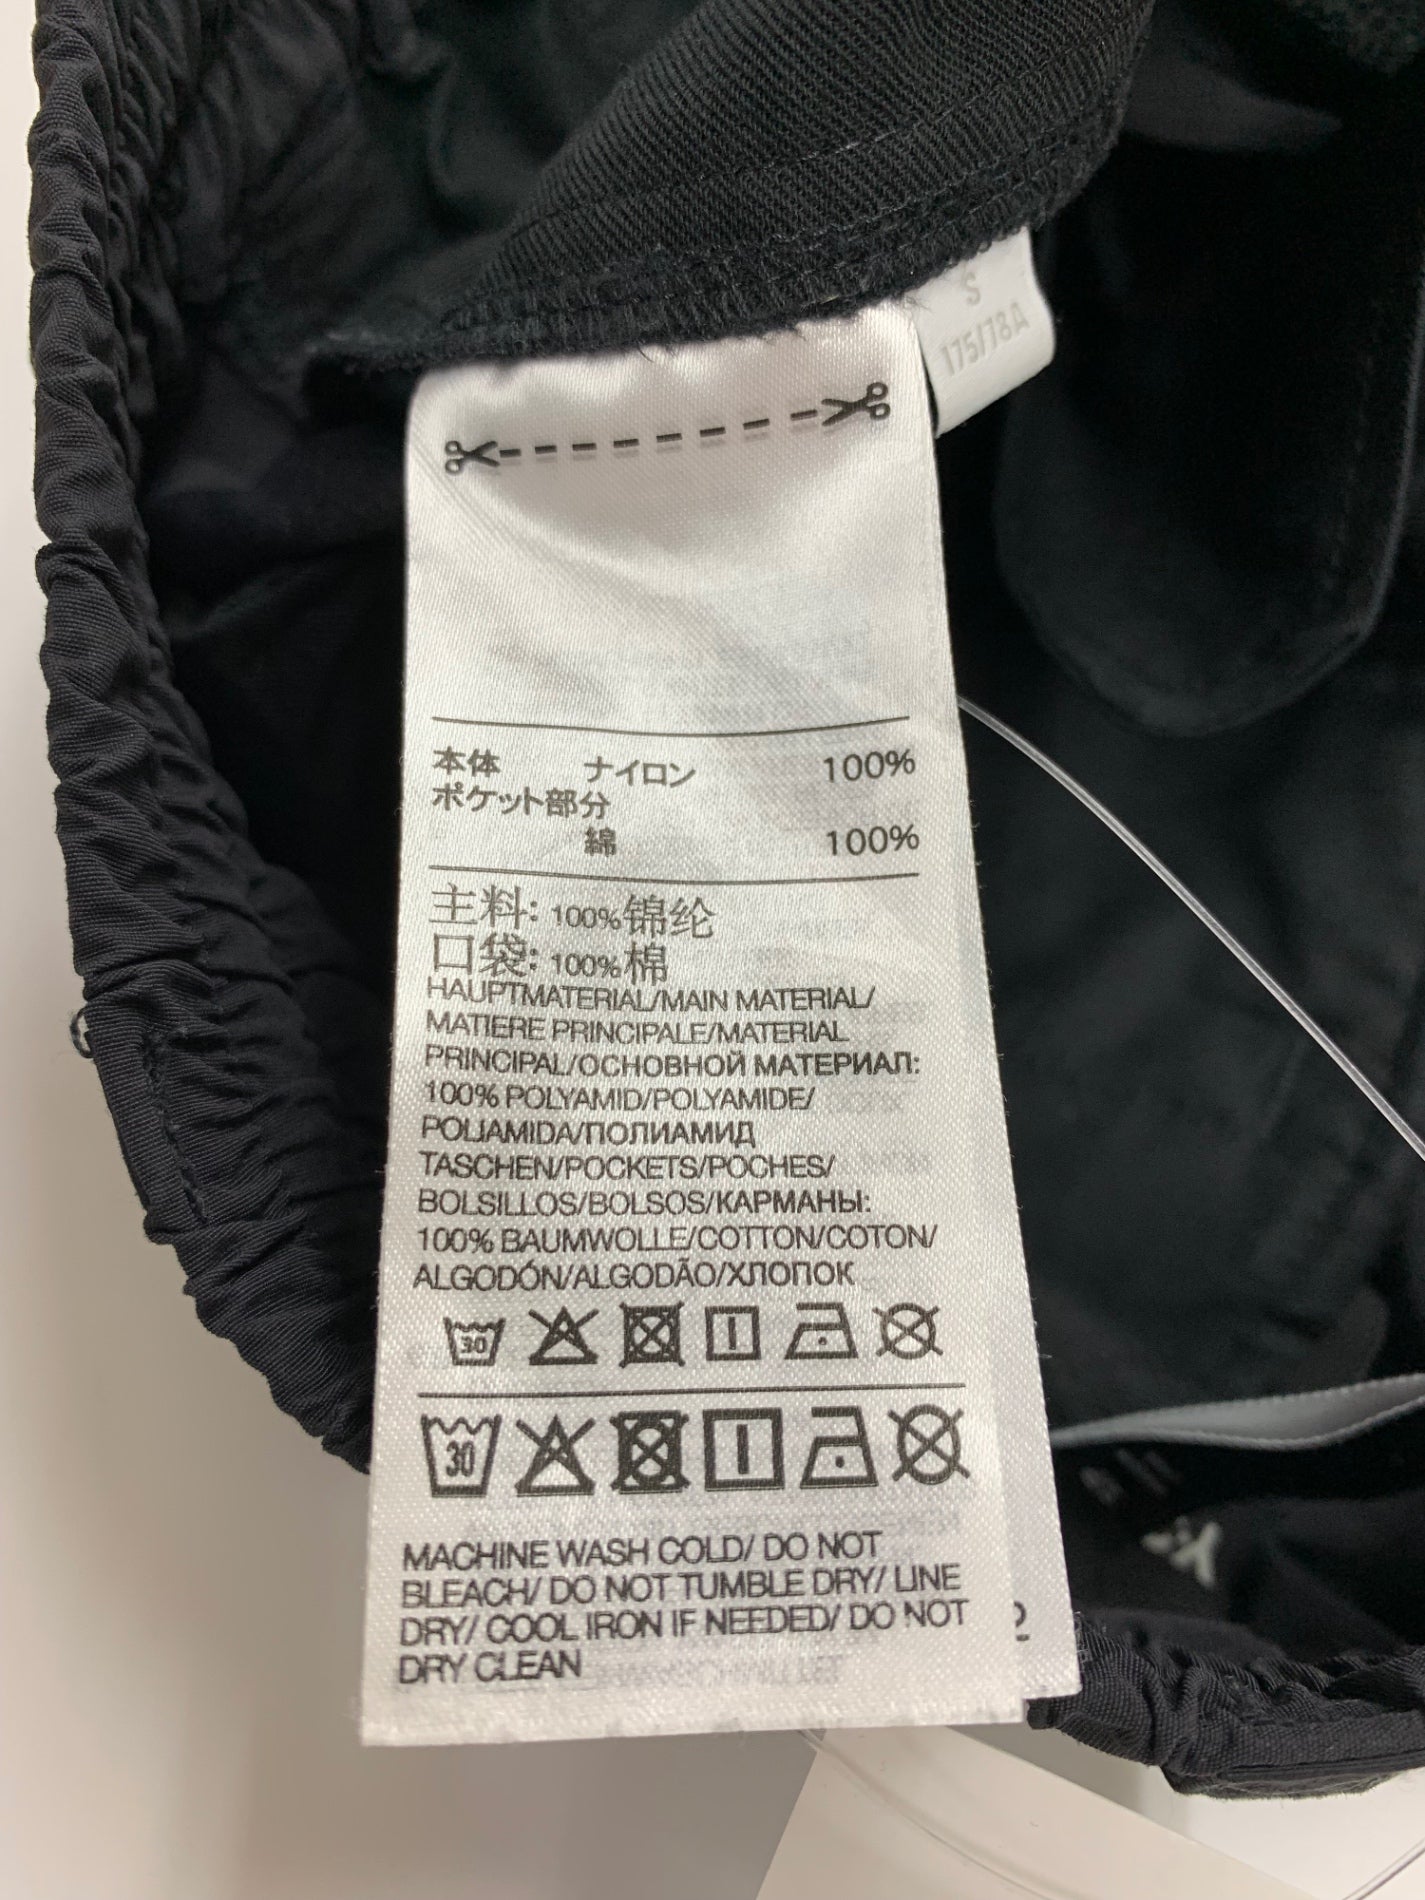 S
175/78A
本体 ナイロン 100%
ポケット部分
綿 100%
主料: 100%锦纶
口袋: 100%棉
HAUPTMATERIAL/MAIN MATERIAL/
MATIERE PRINCIPALE/MATERIAL
PRINCIPAL/ОСНОВНОЙ МАТЕРИАЛ:
100% POLYAMID/POLYAMIDE/
POLIAMIDA/ПОЛИАМИД
TASCHEN/POCKETS/POCHES/
BOLSILLOS/BOLSOS/КАРМАНЫ:
100% BAUMWOLLE/COTTON/COTON/
ALGODÓN/ALGODÃO/ХЛОПОК
30
30
MACHINE WASH COLD/ DO NOT
BLEACH/ DO NOT TUMBLE DRY/ LINE
DRY/ COOL IRON IF NEEDED/ DO NOT
DRY CLEAN
2